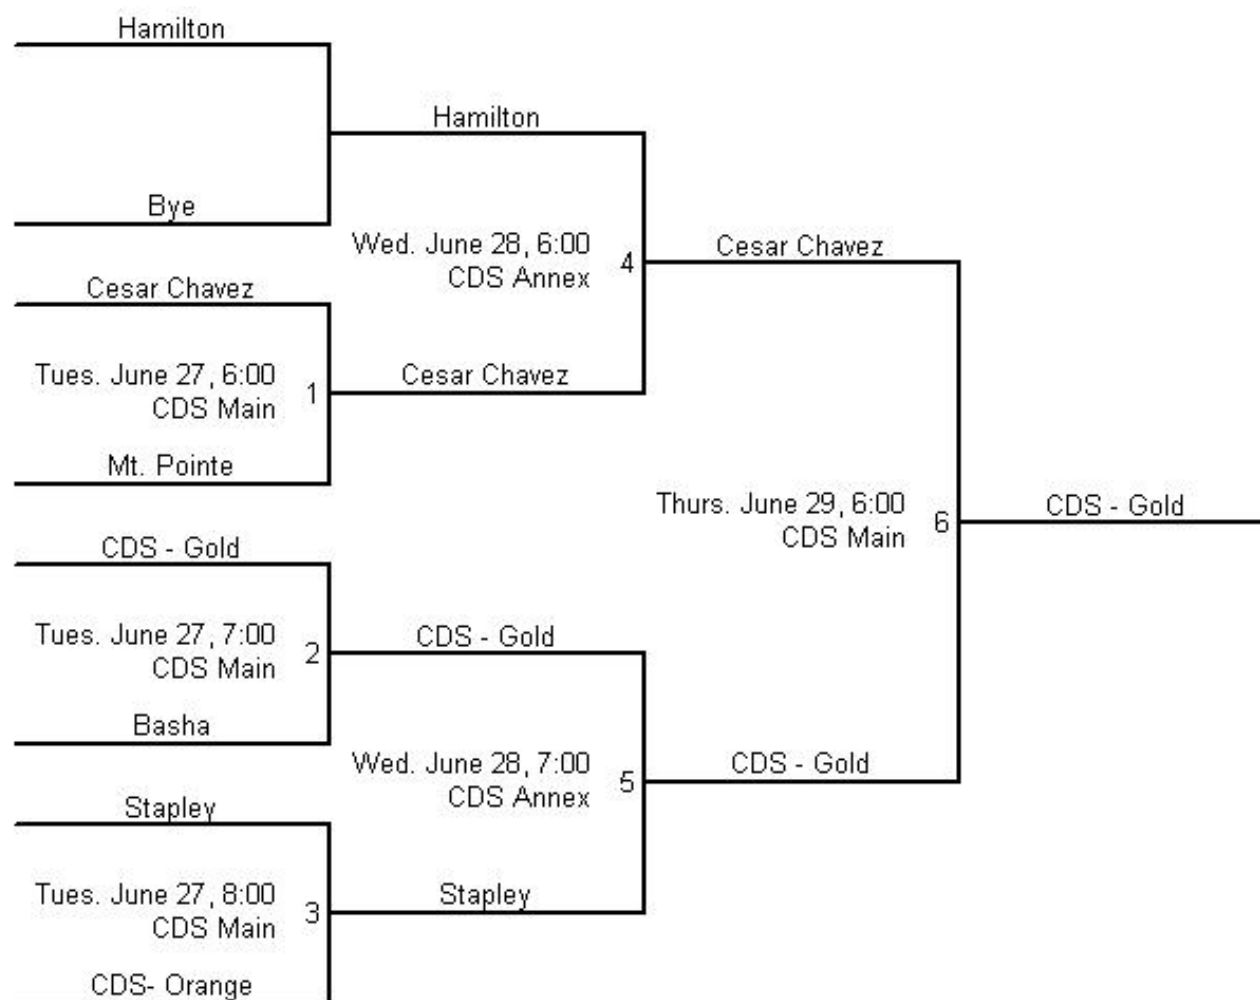 Hamilton
Hamilton
Bye
Wed. June 28, 6:00
CDS Annex
4
Cesar Chavez
Cesar Chavez
Tues. June 27, 6:00
CDS Main
1
Cesar Chavez
Mt. Pointe
Thurs. June 29, 6:00
CDS Main
6
CDS - Gold
CDS - Gold
Tues. June 27, 7:00
CDS Main
2
CDS - Gold
Basha
Wed. June 28, 7:00
CDS Annex
5
CDS - Gold
Stapley
Tues. June 27, 8:00
CDS Main
3
Stapley
CDS- Orange